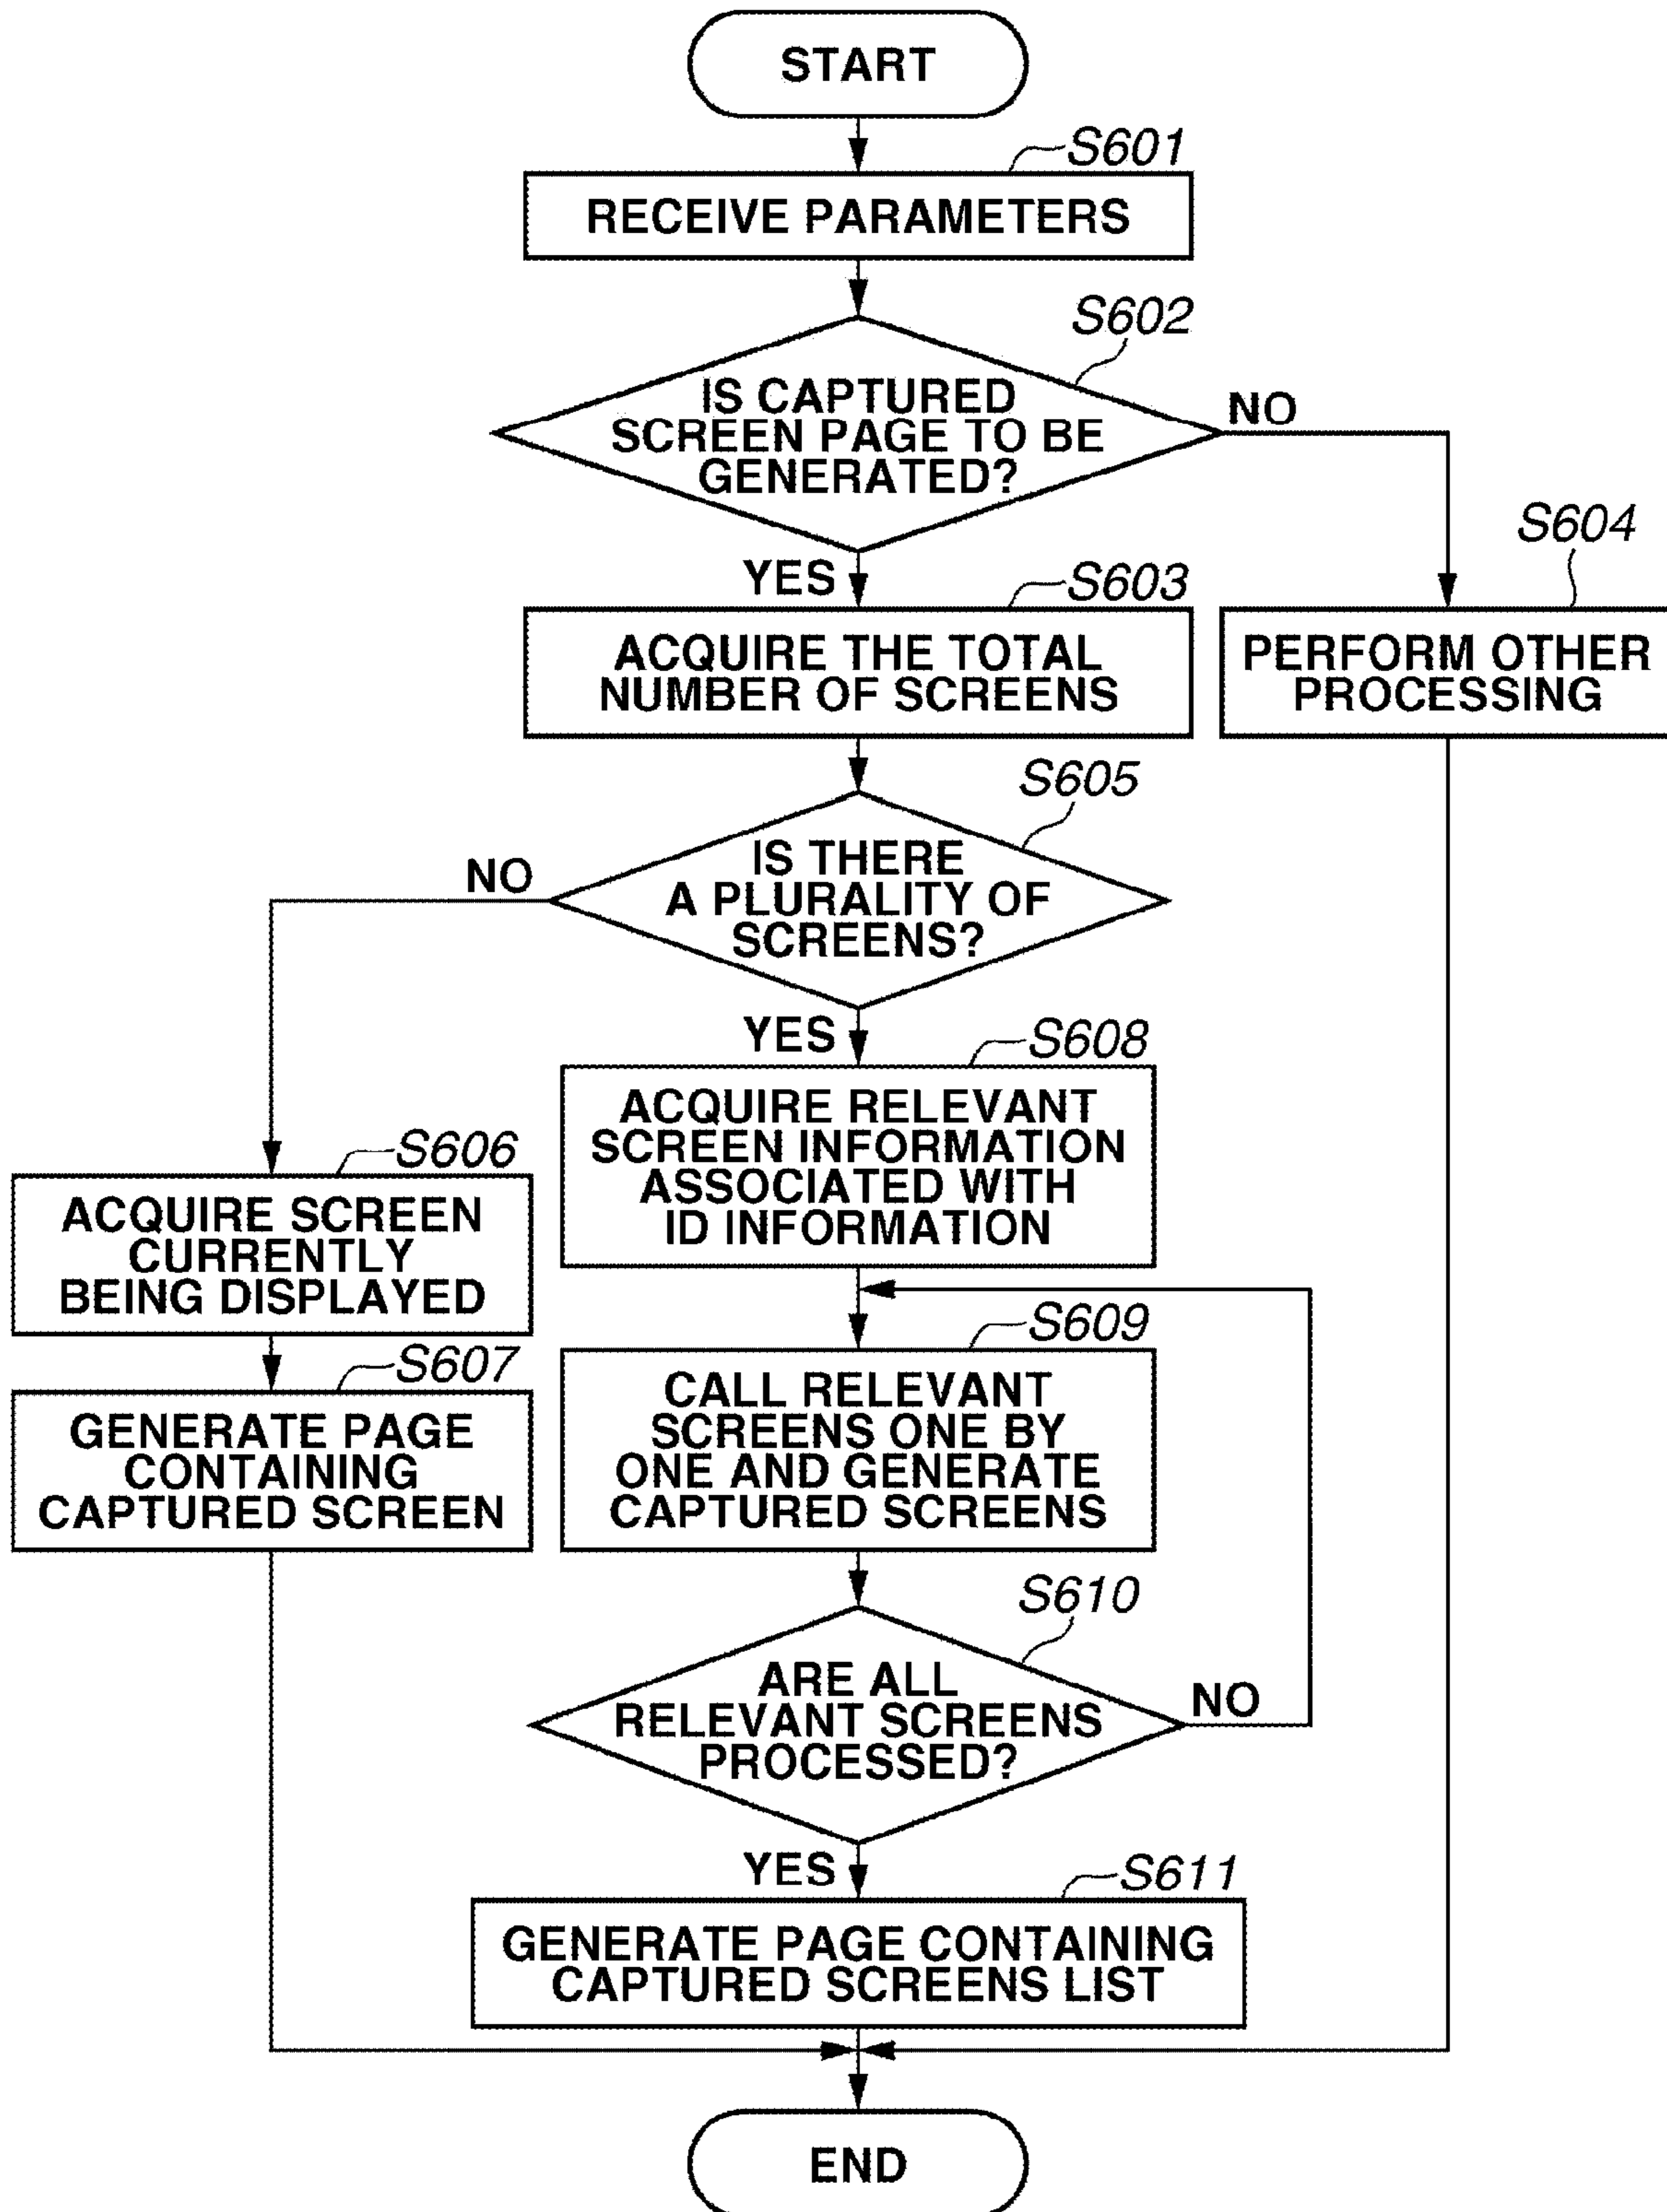 START
S601
RECEIVE PARAMETERS
S602
IS CAPTURED
SCREEN PAGE TO BE
GENERATED?
NO
YES
S603
ACQUIRE THE TOTAL
NUMBER OF SCREENS
S604
PERFORM OTHER
PROCESSING
S605
IS THERE
A PLURALITY OF
SCREENS?
NO
YES
S606
ACQUIRE SCREEN
CURRENTLY
BEING DISPLAYED
S607
GENERATE PAGE
CONTAINING
CAPTURED SCREEN
S608
ACQUIRE RELEVANT
SCREEN INFORMATION
ASSOCIATED WITH
ID INFORMATION
S609
CALL RELEVANT
SCREENS ONE BY
ONE AND GENERATE
CAPTURED SCREENS
S610
ARE ALL
RELEVANT SCREENS
PROCESSED?
NO
YES
S611
GENERATE PAGE CONTAINING
CAPTURED SCREENS LIST
END